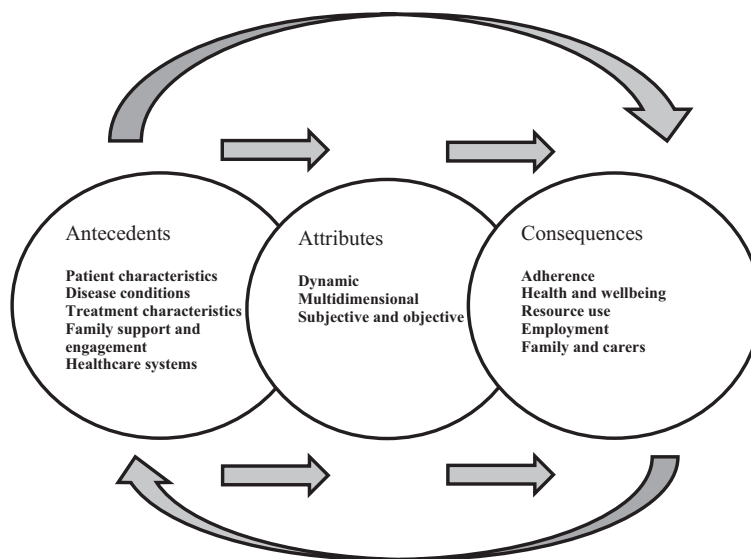 Antecedents
Patient characteristics
Disease conditions
Treatment characteristics
Family support and
engagement
Healthcare systems
Attributes
Dynamic
Multidimensional
Subjective and objective
Consequences
Adherence
Health and wellbeing
Resource use
Employment
Family and carers